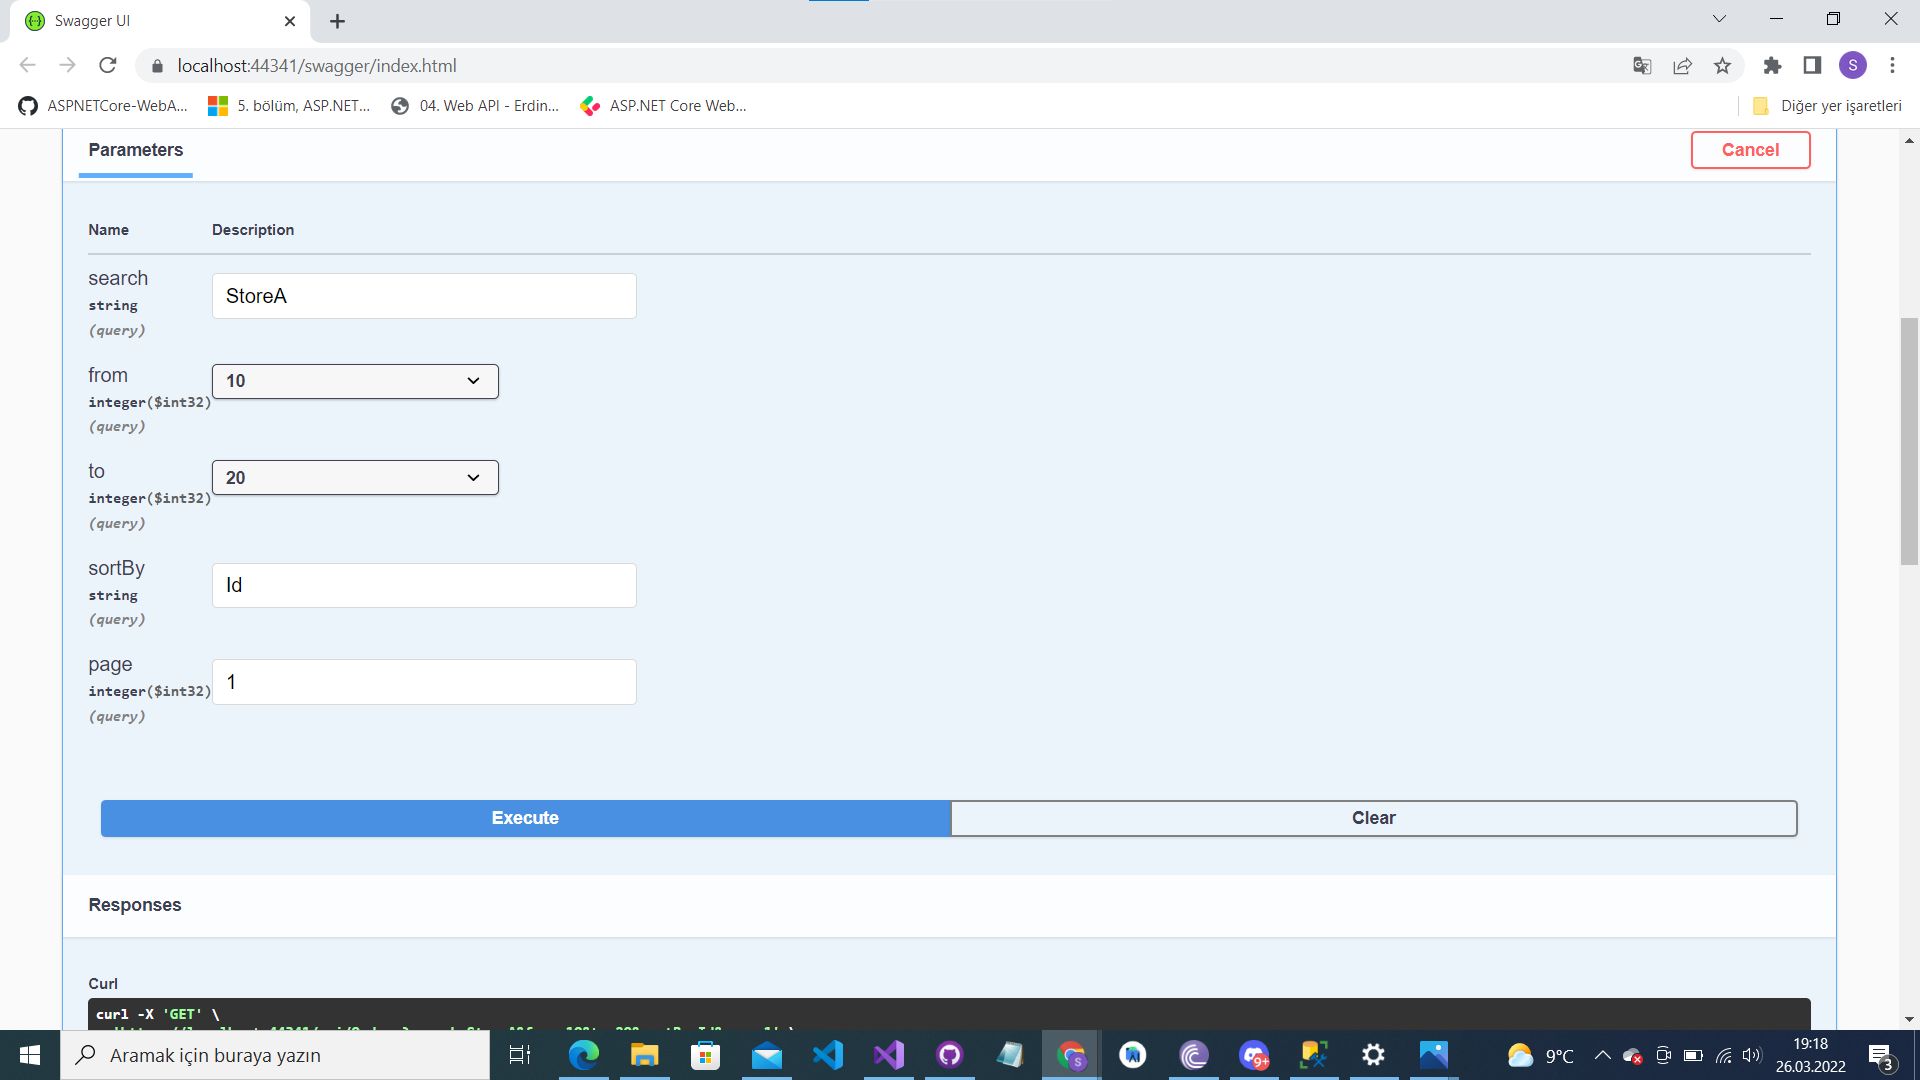 Swagger UI
localhost:44341/swagger/index.html
S
ASPNETCore-WebA...
5. bölüm, ASP.NET...
04. Web API - Erdin...
ASP.NET Core Web...
Diğer yer işaretleri
Parameters
Cancel
Name
Description
search
string
(query)
StoreA
from
integer($int32)
(query)
10
to
integer($int32)
(query)
20
sortBy
string
(query)
Id
page
integer($int32)
(query)
1
Execute
Clear
Responses
Curl
curl -X 'GET' \
Aramak için buraya yazın
9+
9°C
19:18
26.03.2022
3